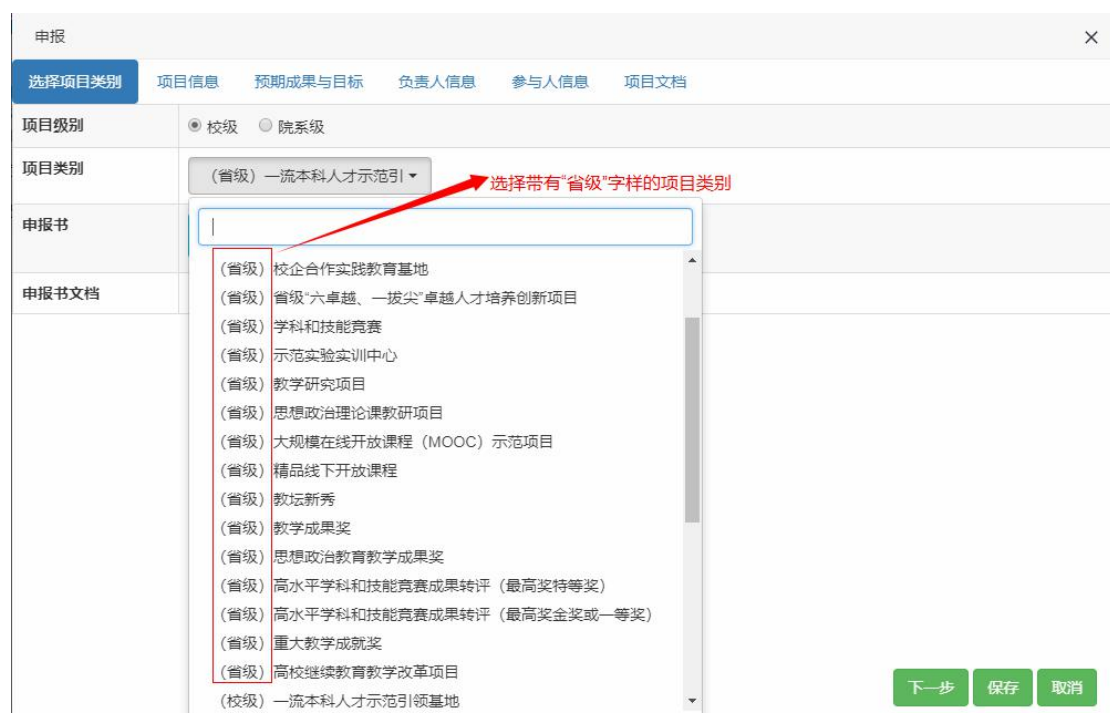 申报
选择项目类别 项目信息 预期成果与目标 负责人信息 参与人信息 项目文档
项目级别 校级 院系级
项目类别 （省级）一流本科人才示范引
选择带有“省级”字样的项目类别
申报书
（省级）校企合作实践教育基地
申报书文档
（省级）省级“六卓越、一拔尖”卓越人才培养创新项目
（省级）学科和技能竞赛
（省级）示范实验实训中心
（省级）教学研究项目
（省级）思想政治理论课教研项目
（省级）大规模在线开放课程（MOOC）示范项目
（省级）精品线下开放课程
（省级）教坛新秀
（省级）教学成果奖
（省级）思想政治教育教学成果奖
（省级）高水平学科和技能竞赛成果转评（最高奖特等奖）
（省级）高水平学科和技能竞赛成果转评（最高奖金奖或一等奖）
（省级）重大教学成就奖
（省级）高校继续教育教学改革项目
（校级）一流本科人才示范引领基地
下一步 保存 取消